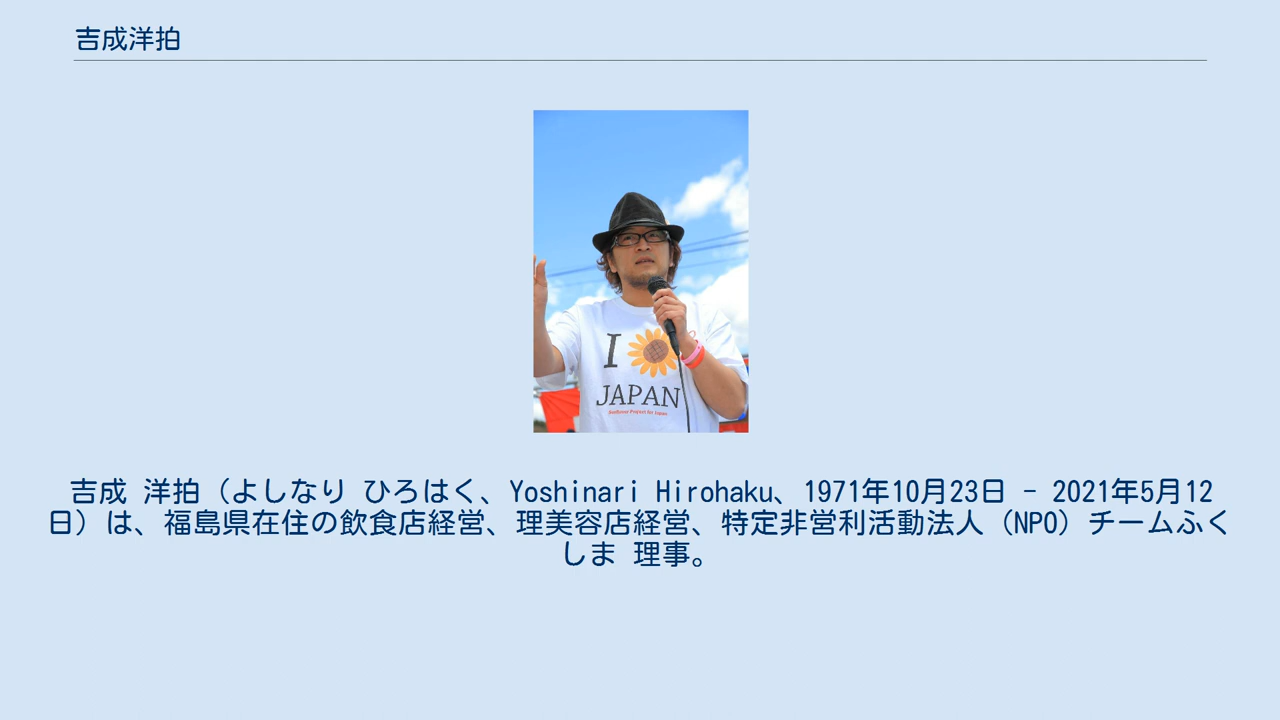 吉成洋拍
I
JAPAN
Sunflower Project for Japan
吉成 洋拍（よしなり ひろはく、Yoshinari Hirohaku、1971年10月23日 - 2021年5月12
日）は、福島県在住の飲食店経営、理美容店経営、特定非営利活動法人（NPO）チームふく
しま 理事。